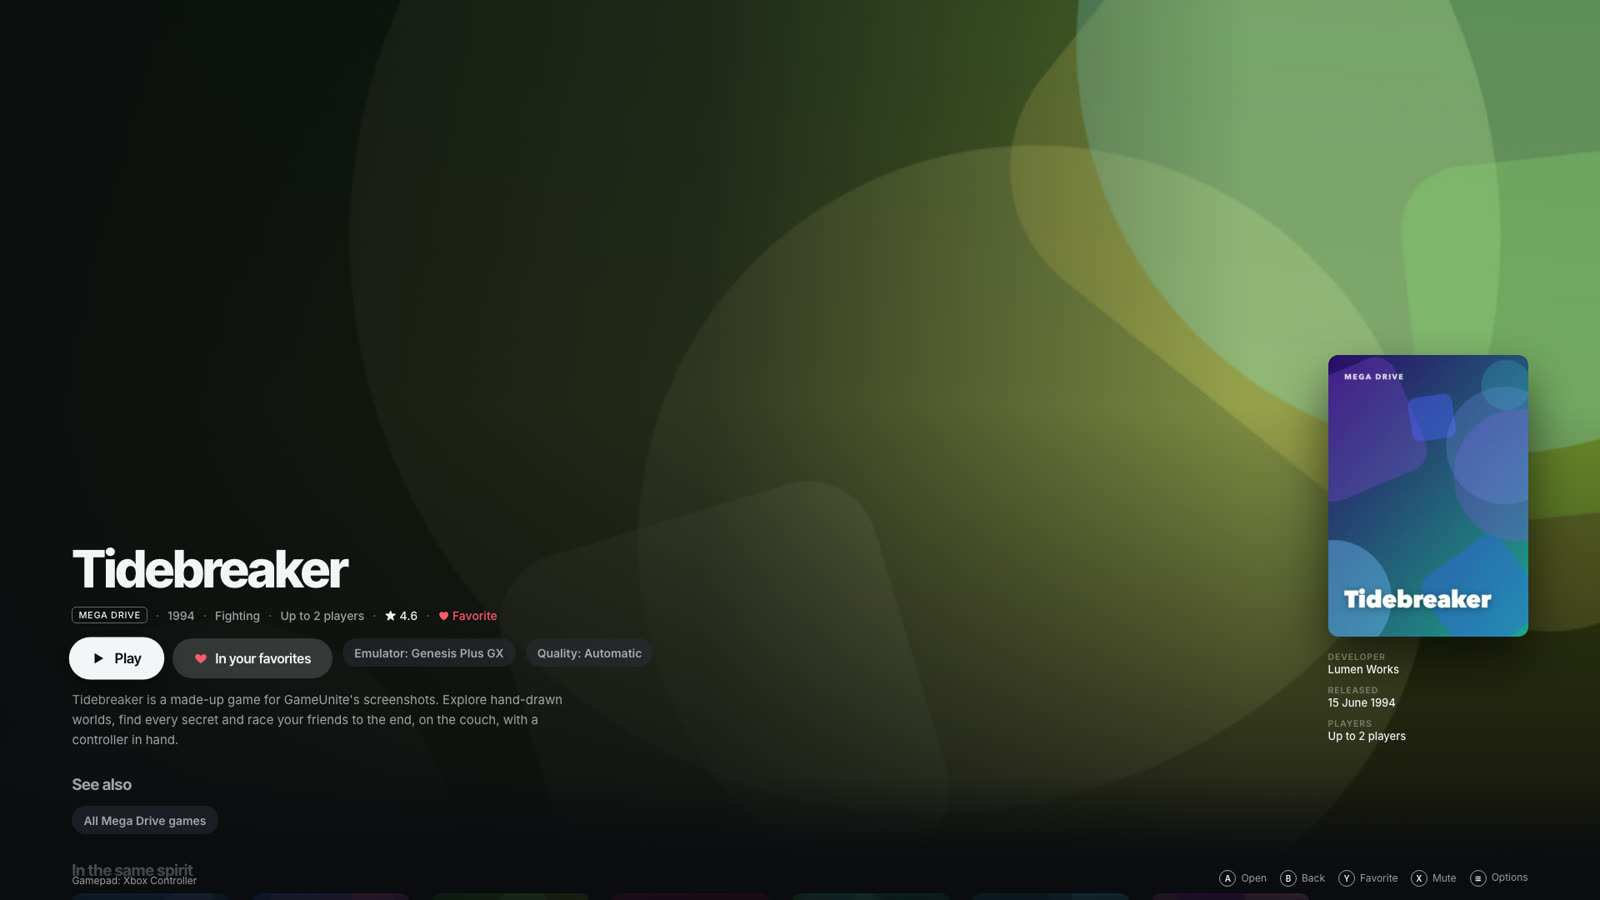 MEGA DRIVE
Tidebreaker
Tidebreaker
MEGA DRIVE · 1994 · Fighting · Up to 2 players · ★ 4.6 · ♥ Favorite
Play
In your favorites
Emulator: Genesis Plus GX
Quality: Automatic
Tidebreaker is a made-up game for GameUnite's screenshots. Explore hand-drawn
worlds, find every secret and race your friends to the end, on the couch, with a
controller in hand.
DEVELOPER
Lumen Works
RELEASED
15 June 1994
PLAYERS
Up to 2 players
See also
All Mega Drive games
In the same spirit
Gamepad: Xbox Controller
A Open B Back Y Favorite X Mute ≡ Options